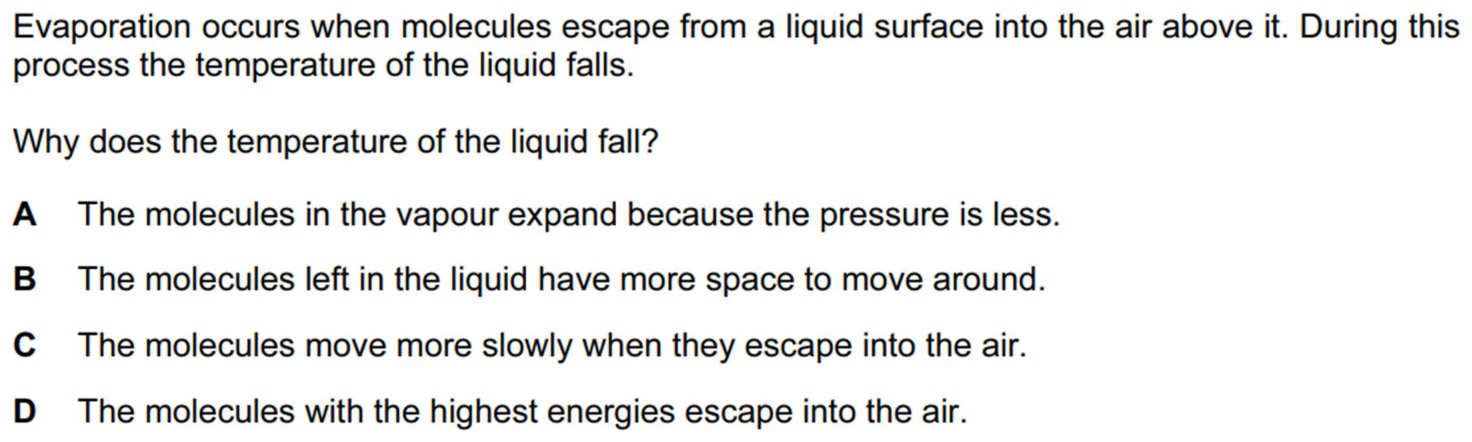 Evaporation occurs when molecules escape from a liquid surface into the air above it. During this
process the temperature of the liquid falls.
Why does the temperature of the liquid fall?
A The molecules in the vapour expand because the pressure is less.
B The molecules left in the liquid have more space to move around.
C The molecules move more slowly when they escape into the air.
D The molecules with the highest energies escape into the air.